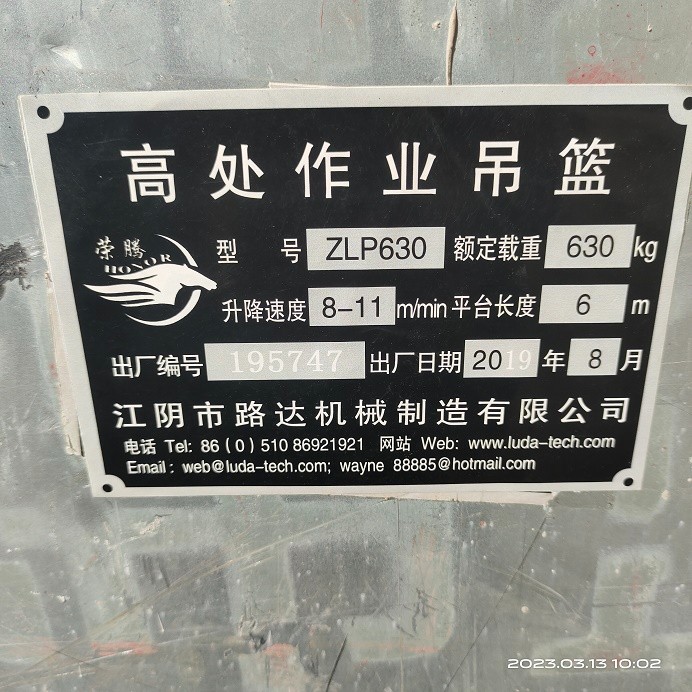 高处作业吊篮
荣腾
HONOR
型 号 ZLP630 额定载重 630 kg
升降速度 8-11 m/min 平台长度 6 m
出厂编号 195747 出厂日期 2019 年 8 月
江阴市路达机械制造有限公司
电话 Tel: 86(0)510 86921921 网站 Web: www.luda-tech.com
Email: web@luda-tech.com; wayne 88885@hotmail.com
2023.03.13 10:02